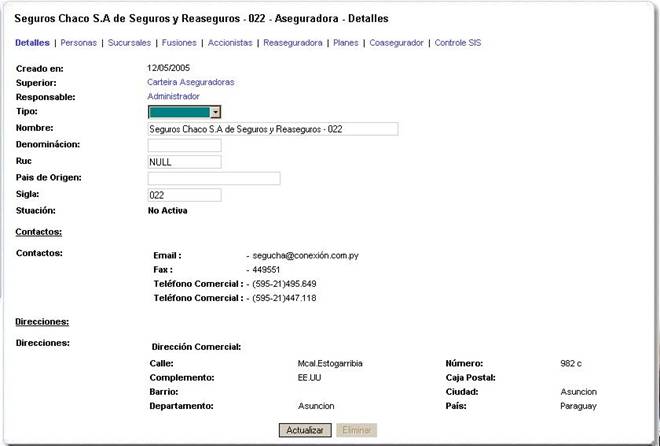 Seguros Chaco S.A de Seguros y Reaseguros - 022 - Aseguradora - Detalles
Detalles | Personas | Sucursales | Fusiones | Accionistas | Reaseguradora | Planes | Coasegurador | Controle SIS
Creado en: 12/05/2005
Superior: Carteira Aseguradoras
Responsable: Administrador
Tipo:
Nombre: Seguros Chaco S.A de Seguros y Reaseguros - 022
Denominácion:
Ruc NULL
Pais de Origen:
Sigla: 022
Stuación: No Activa
Contactos:
Contactos: Email : - segucha@conexión.com.py
Fax : - 449551
Teléfono Comercial : - (595-21)495.649
Teléfono Comercial : - (595-21)447.118
Direcciones:
Direcciones: Dirección Comercial:
Calle: Mcal.Estogarribia Número: 982 c
Complemento: EE.UU Caja Postal:
Barrio: Ciudad: Asuncion
Departamento: Asuncion País: Paraguay
Actualizar Eliminar